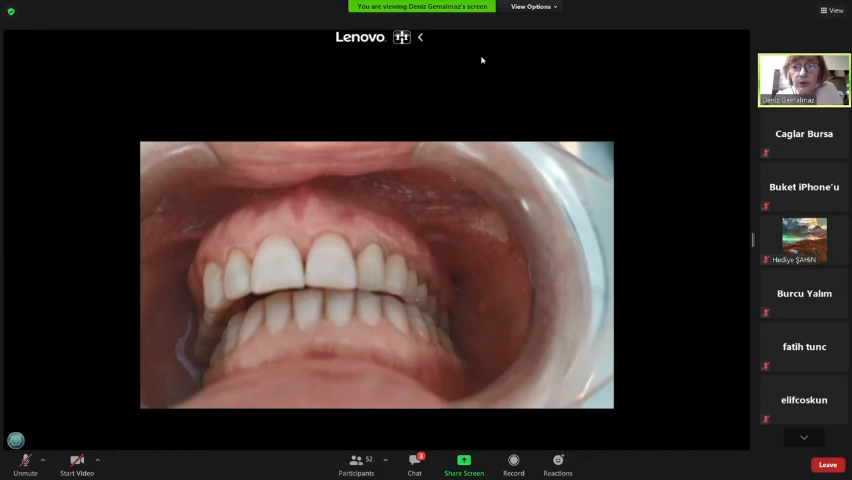 You are viewing Deniz Gemalmaz's screen
View Options
View
Lenovo
Deniz Gemalmaz
Caglar Bursa
Buket iPhone'u
Hediye ŞAHİN
Burcu Yalım
fatih tunc
elifcoskun
Unmute
Start Video
Participants
52
Chat
1
Share Screen
Record
Reactions
Leave